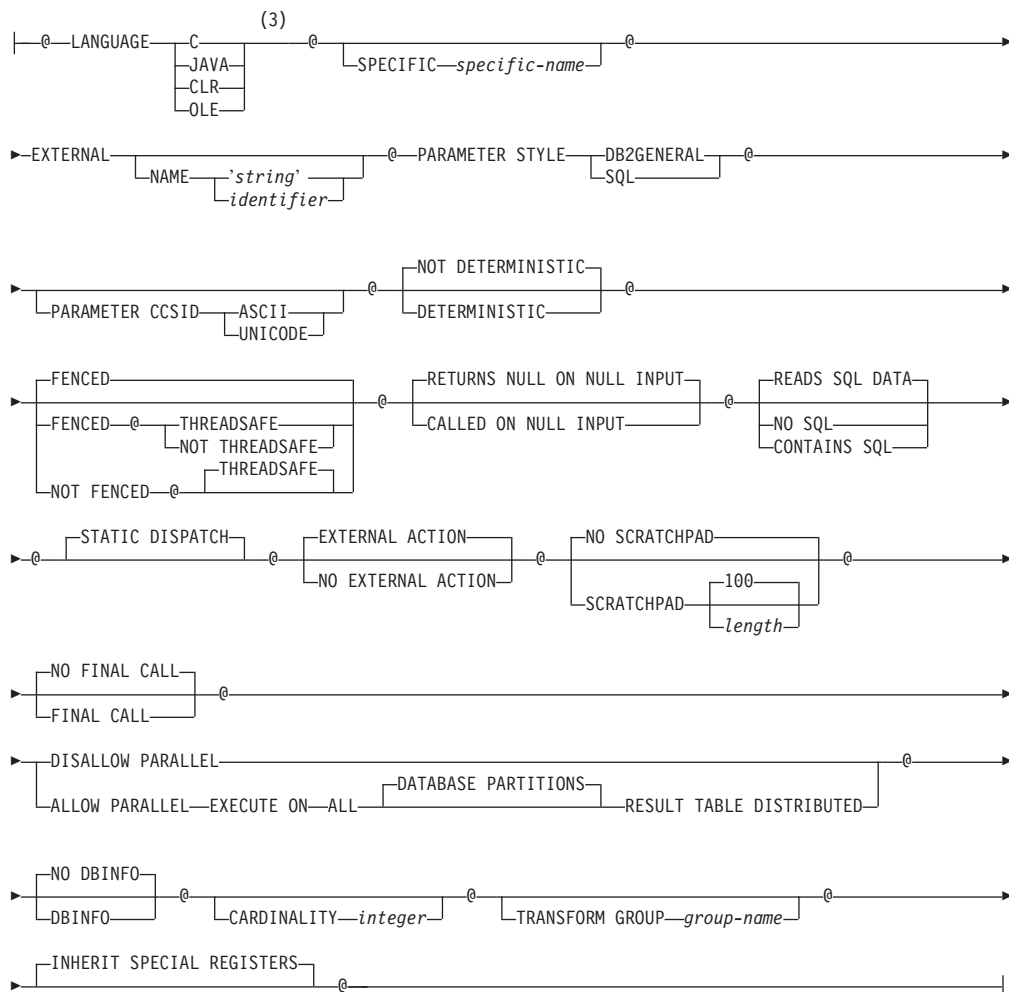 (3)
@ LANGUAGE C @ @
JAVA SPECIFIC specific-name
CLR
OLE
EXTERNAL @ PARAMETER STYLE DB2GENERAL @
NAME 'string' SQL
identifier
NOT DETERMINISTIC
@ @
PARAMETER CCSID ASCII DETERMINISTIC
UNICODE
FENCED RETURNS NULL ON NULL INPUT READS SQL DATA
@ @
FENCED @ THREADSAFE CALLED ON NULL INPUT NO SQL
NOT THREADSAFE CONTAINS SQL
THREADSAFE
NOT FENCED @
STATIC DISPATCH EXTERNAL ACTION NO SCRATCHPAD
@ @ @ @
NO EXTERNAL ACTION 100
SCRATCHPAD
length
NO FINAL CALL
@
FINAL CALL
DISALLOW PARALLEL @
DATABASE PARTITIONS
ALLOW PARALLEL EXECUTE ON ALL RESULT TABLE DISTRIBUTED
NO DBINFO
@ @ @
DBINFO CARDINALITY integer TRANSFORM GROUP group-name
INHERIT SPECIAL REGISTERS
@